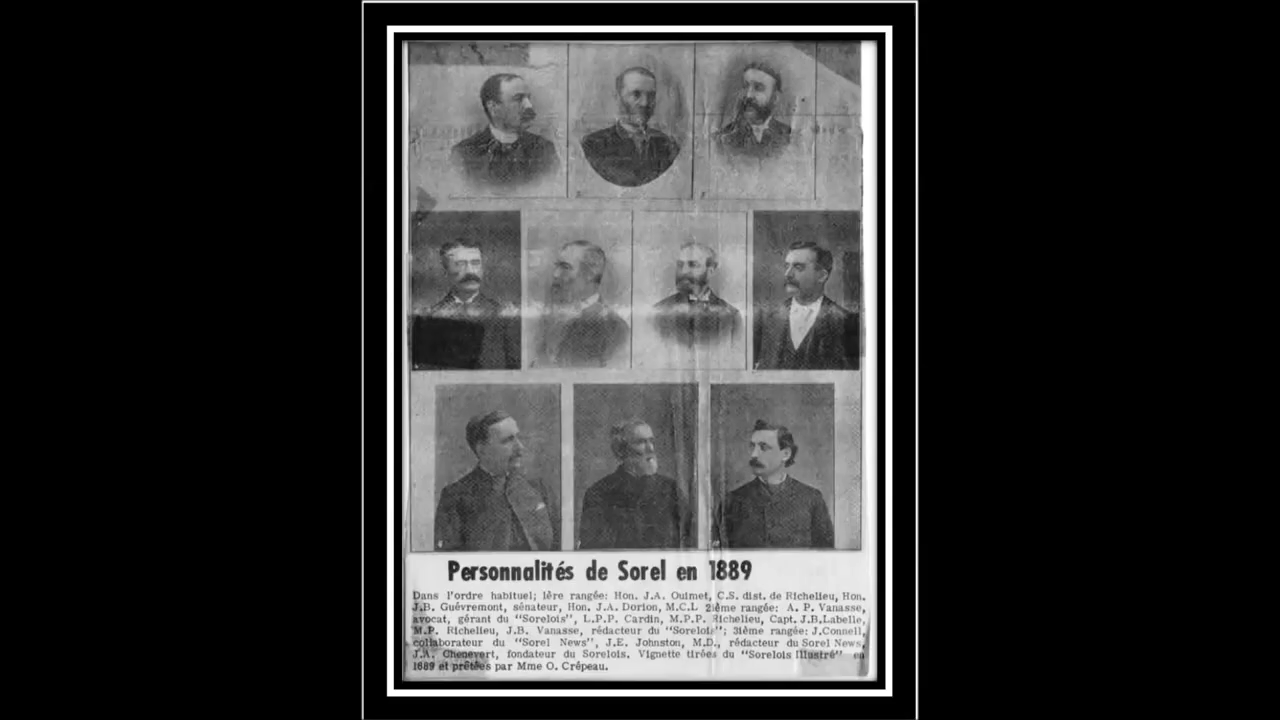 Personnalités de Sorel en 1889
Dans l'ordre habituel; 1ère rangée: Hon. J.A. Ouimet, C.S. dist. de Richelieu, Hon.
J.B. Guévremont, sénateur, Hon. J.A. Dorion, M.C.L 2ième rangée: A. P. Vanasse,
avocat, gérant du "Sorelois", L.P.P. Cardin, M.P.P. Richelieu, Capt. J.B.Labelle,
M.P. Richelieu, J.B. Vanasse, rédacteur du "Sorelois"; 3ième rangée: J.Connell,
collaborateur du "Sorel News", J.E. Johnston, M.D., rédacteur du Sorel News,
J.A. Chenevert, fondateur du Sorelois. Vignette tirées du "Sorelois Illustré" en
1889 et prêtées par Mme O. Crépeau.